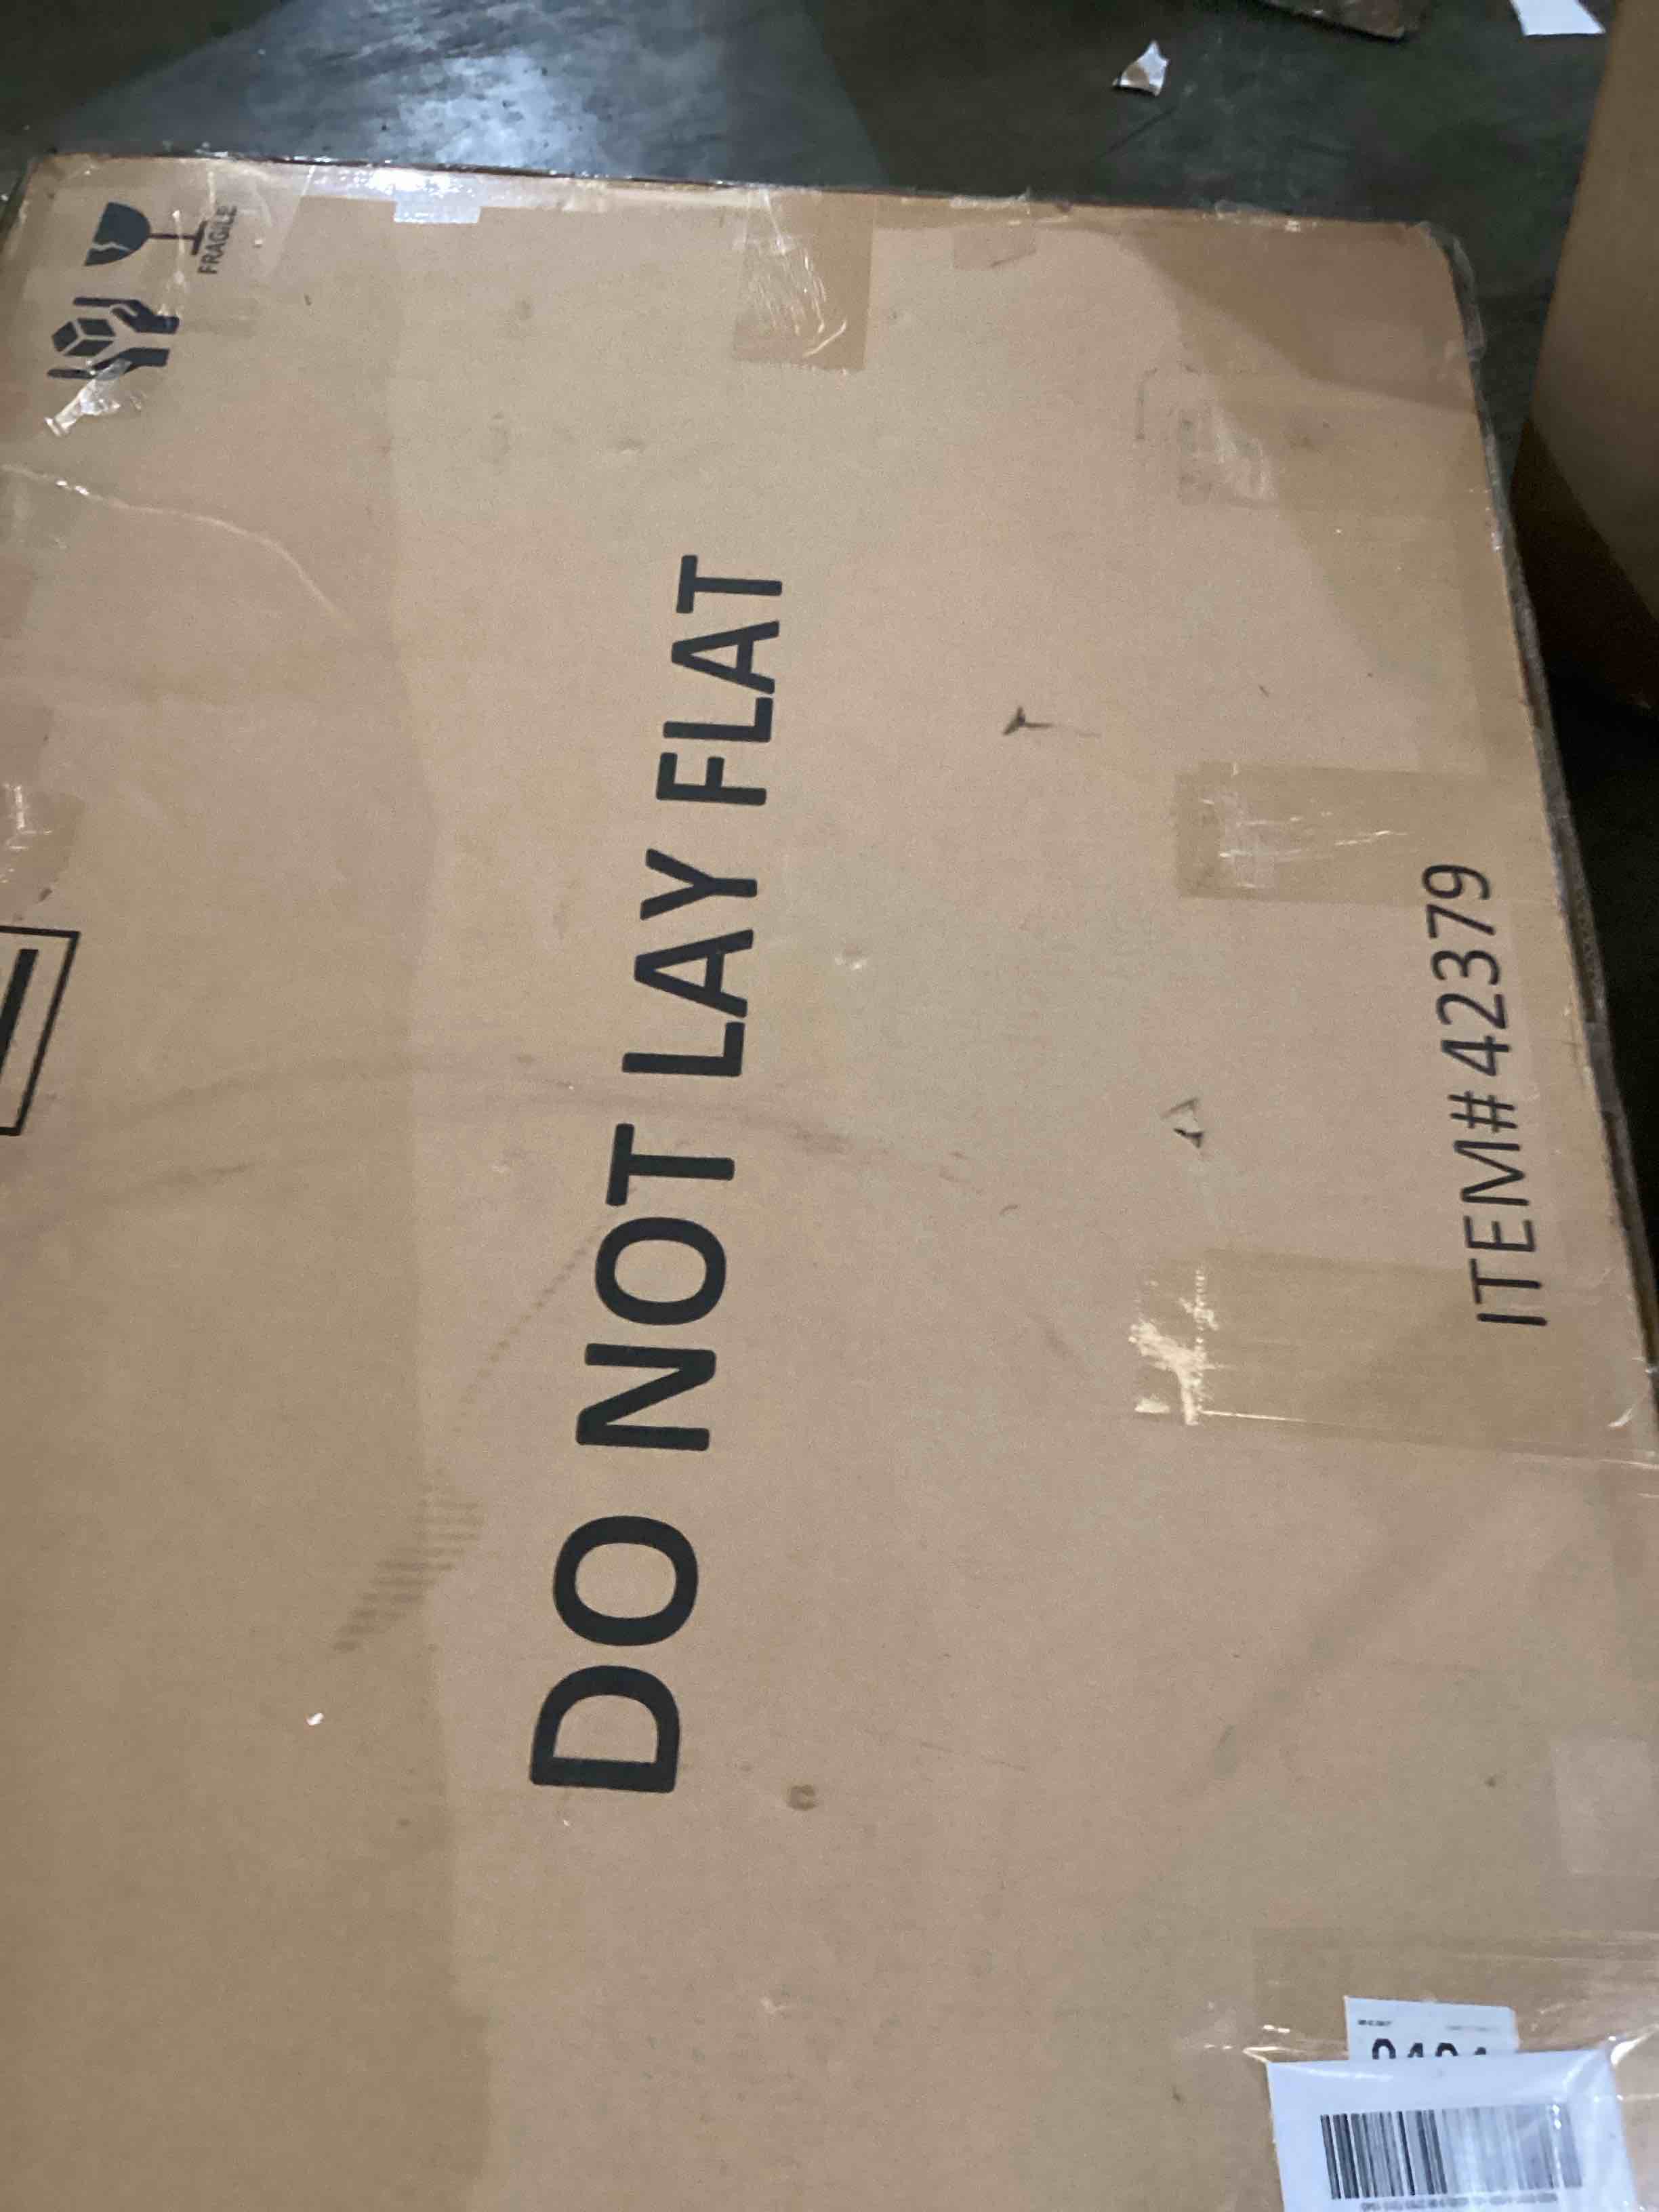 FRAGILE
DO NOT LAY FLAT
ITEM# 42379